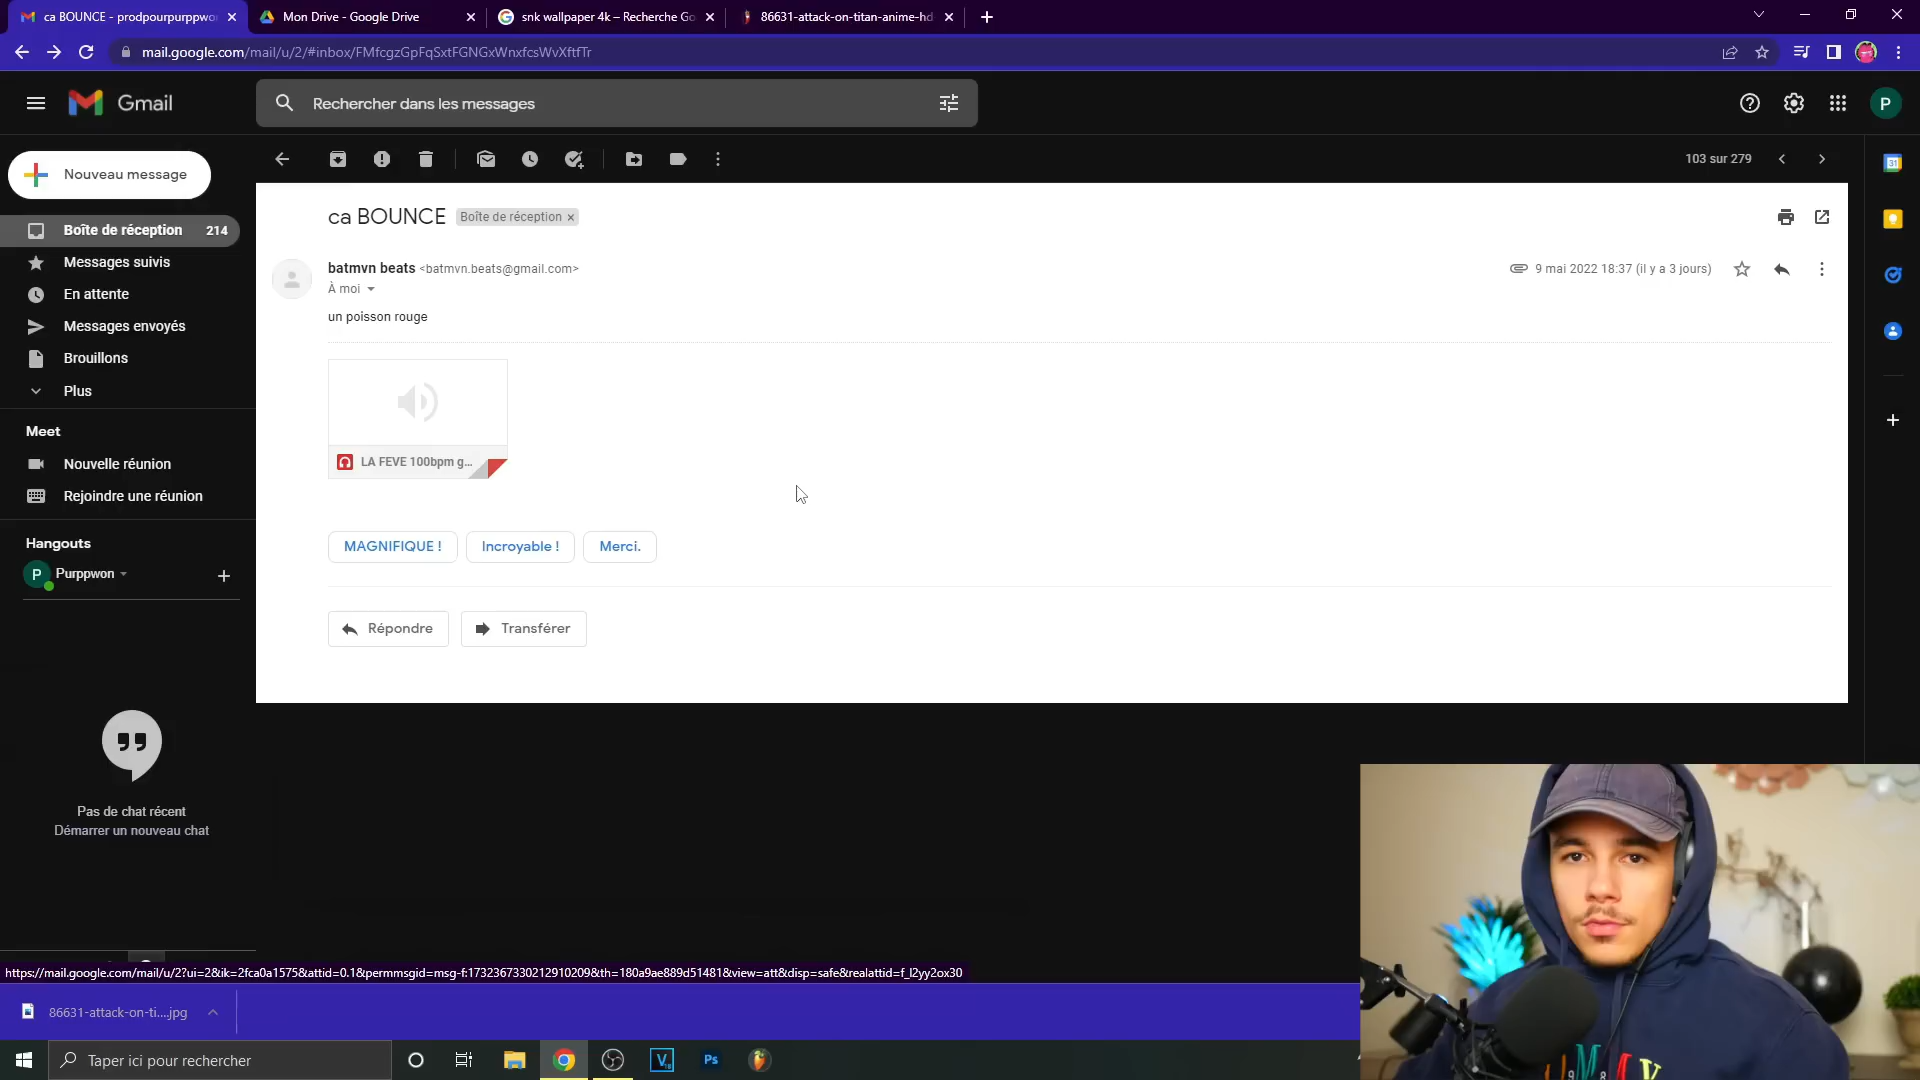 ca BOUNCE - prodpourpurppwo
Mon Drive - Google Drive
snk wallpaper 4k – Recherche Go
86631-attack-on-titan-anime-hd
mail.google.com/mail/u/2/#inbox/FMfcgzGpFqSxtFGNGxWnxfcsWvXftfTr
Gmail
Rechercher dans les messages
P
Nouveau message
103 sur 279
31
ca BOUNCE
Boîte de réception ×
Boîte de réception 214
Messages suivis
En attente
Messages envoyés
Brouillons
Plus
batmvn beats <batmvn.beats@gmail.com>
9 mai 2022 18:37 (il y a 3 jours)
À moi
un poisson rouge
LA FEVE 100bpm g...
Meet
Nouvelle réunion
Rejoindre une réunion
MAGNIFIQUE !
Incroyable !
Merci.
Hangouts
P Purppwon
Répondre
Transférer
Pas de chat récent
Démarrer un nouveau chat
https://mail.google.com/mail/u/2?ui=2&ik=2fca0a1575&attid=0.1&permmsgid=msg-f:1732367330212910209&th=180a9ae889d51481&view=att&disp=safe&realattid=f_l2yy2ox30
86631-attack-on-ti....jpg
Taper ici pour rechercher
V
Ps